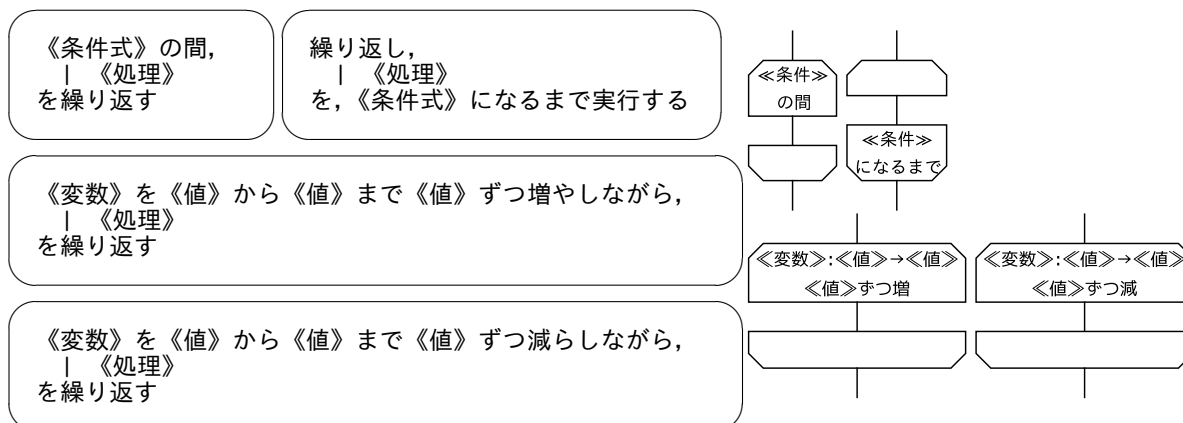 《条件式》の間,
| 《処理》
を繰り返す
繰り返し,
| 《処理》
を,《条件式》になるまで実行する
≪条件≫
の間
≪条件≫
になるまで
《変数》を《値》から《値》まで《値》ずつ増やしながら,
| 《処理》
を繰り返す
≪変数≫:≪値≫→≪値≫
≪値≫ずつ増
≪変数≫:≪値≫→≪値≫
≪値≫ずつ減
《変数》を《値》から《値》まで《値》ずつ減らしながら,
| 《処理》
を繰り返す